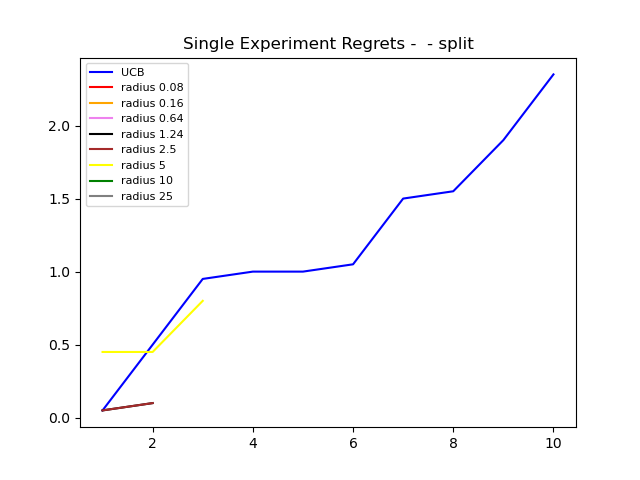 Single Experiment Regrets -  - split
UCB
radius 0.08
radius 0.16
radius 0.64
radius 1.24
radius 2.5
radius 5
radius 10
radius 25
2.0
1.5
1.0
0.5
0.0
2 4 6 8 10